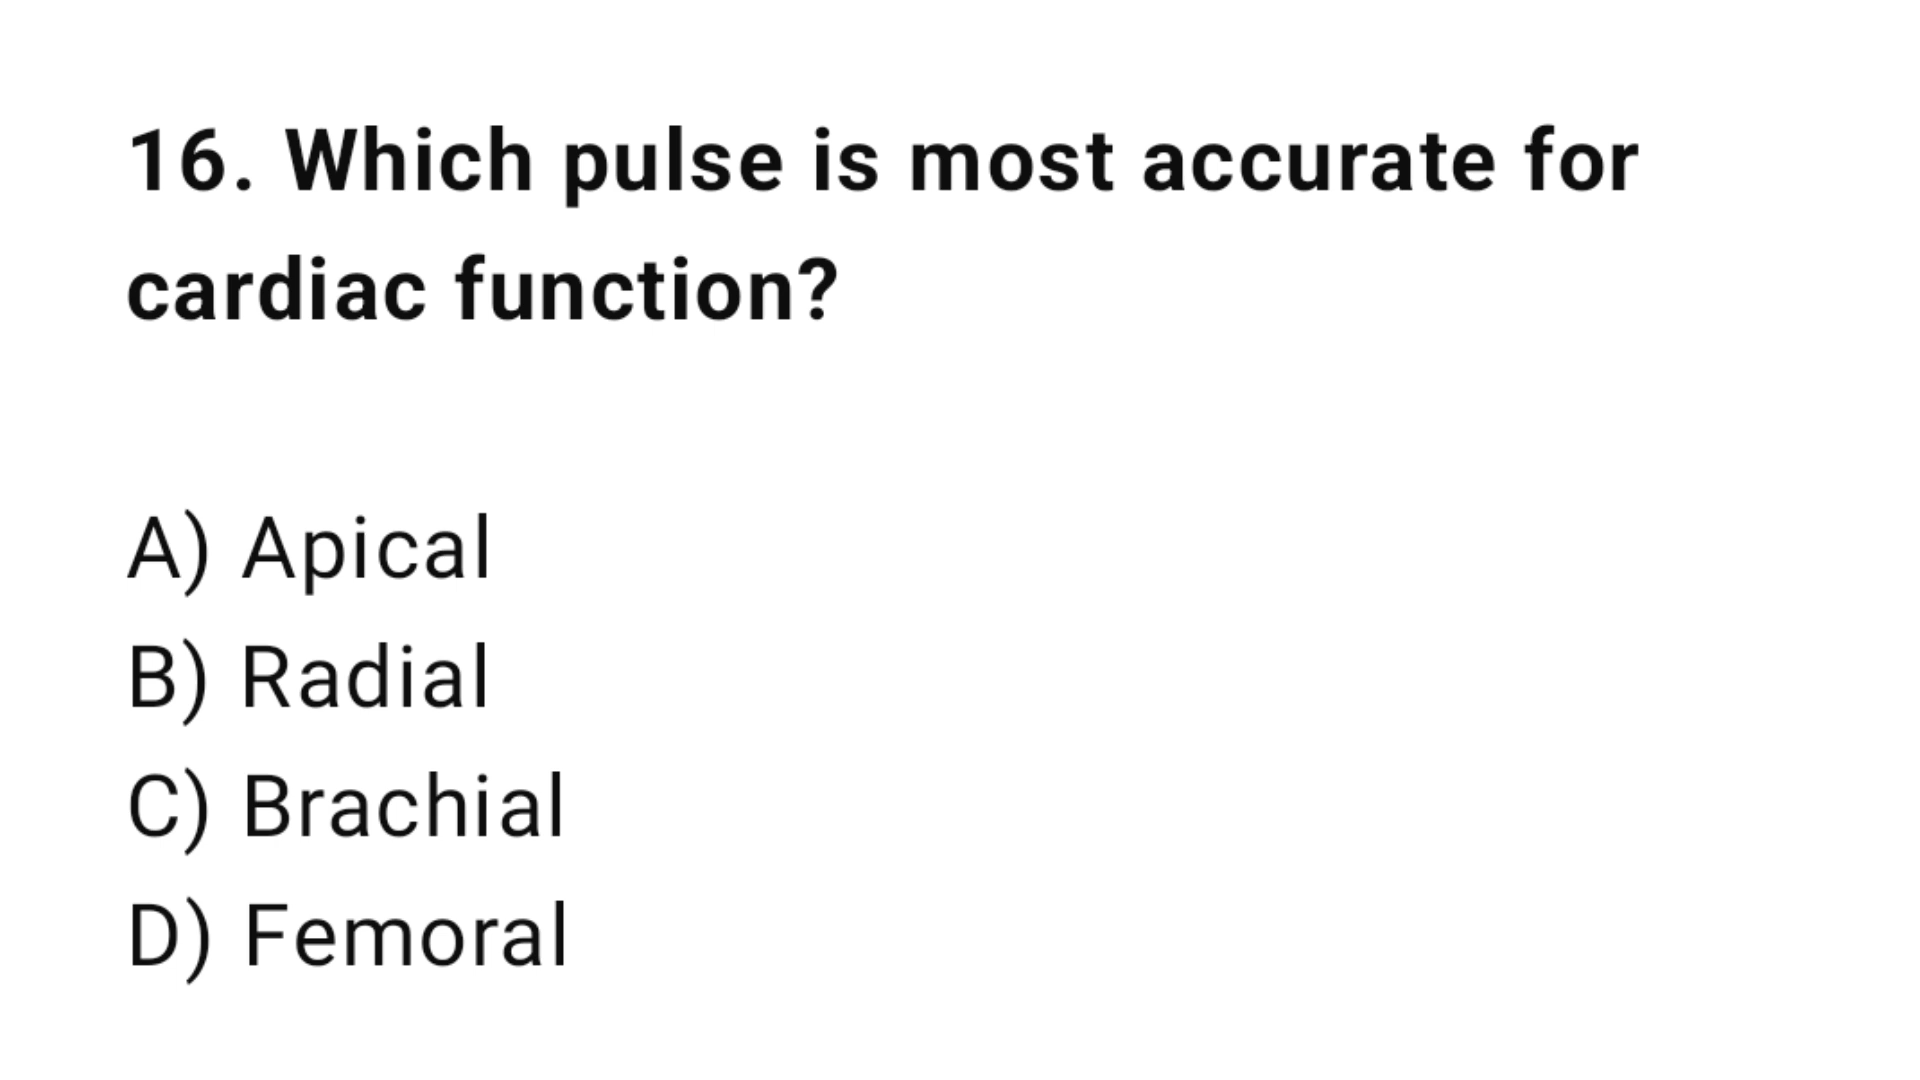 16. Which pulse is most accurate for
cardiac function?
A) Apical
B) Radial
C) Brachial
D) Femoral